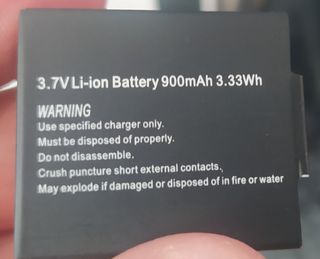 3.7V Li-ion Battery 900mAh 3.33Wh
WARNING
Use specified charger only.
Must be disposed of properly.
Do not disassemble.
Crush puncture short external contacts、
May explode if damaged or disposed of in fire or water